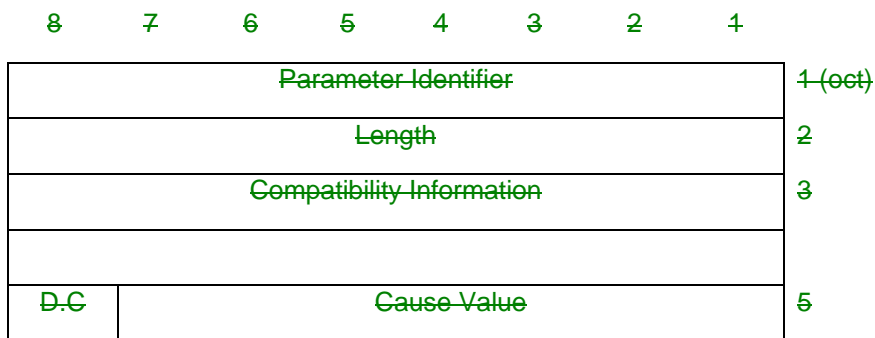 8 7 6 5 4 3 2 1
Parameter Identifier 1 (oct)
Length 2
Compatibility Information 3
D.C Cause Value 5